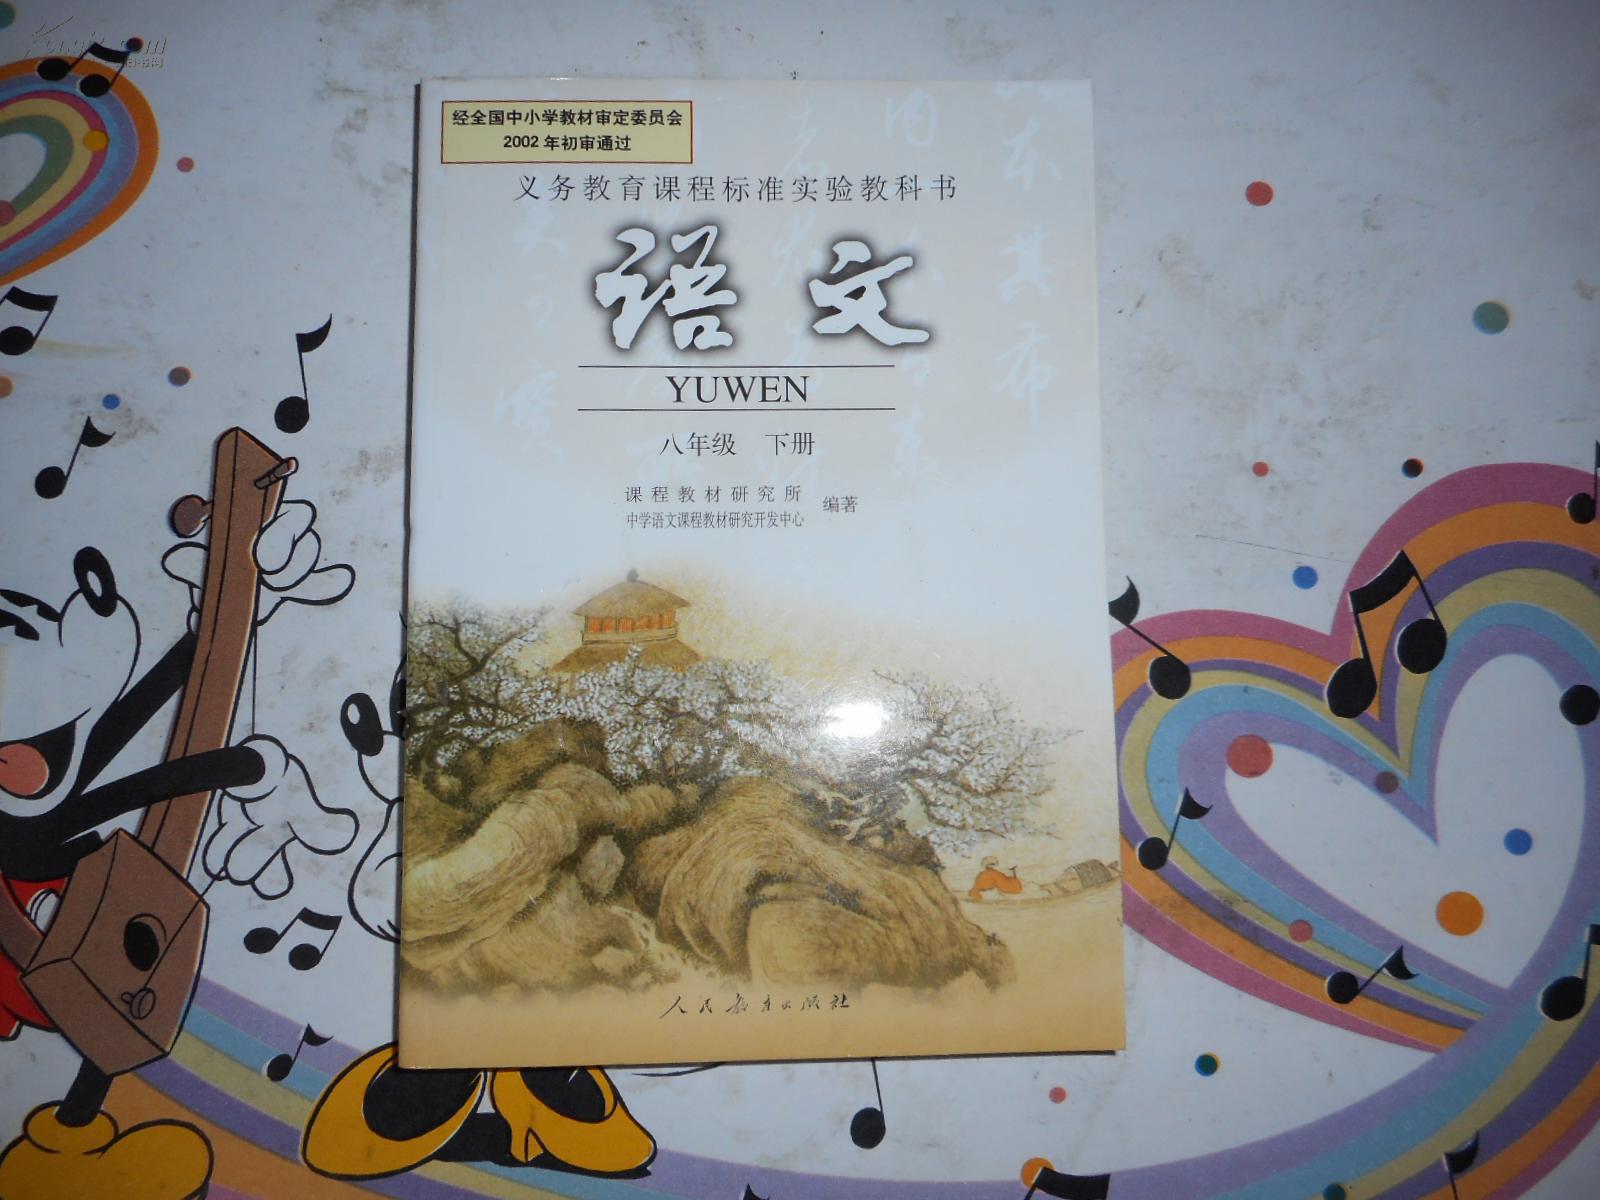 经全国中小学教材审定委员会
2002年初审通过
义务教育课程标准实验教科书
语文
YUWEN
八年级 下册
课程教材研究所
中学语文课程教材研究开发中心
编著
人民教育出版社